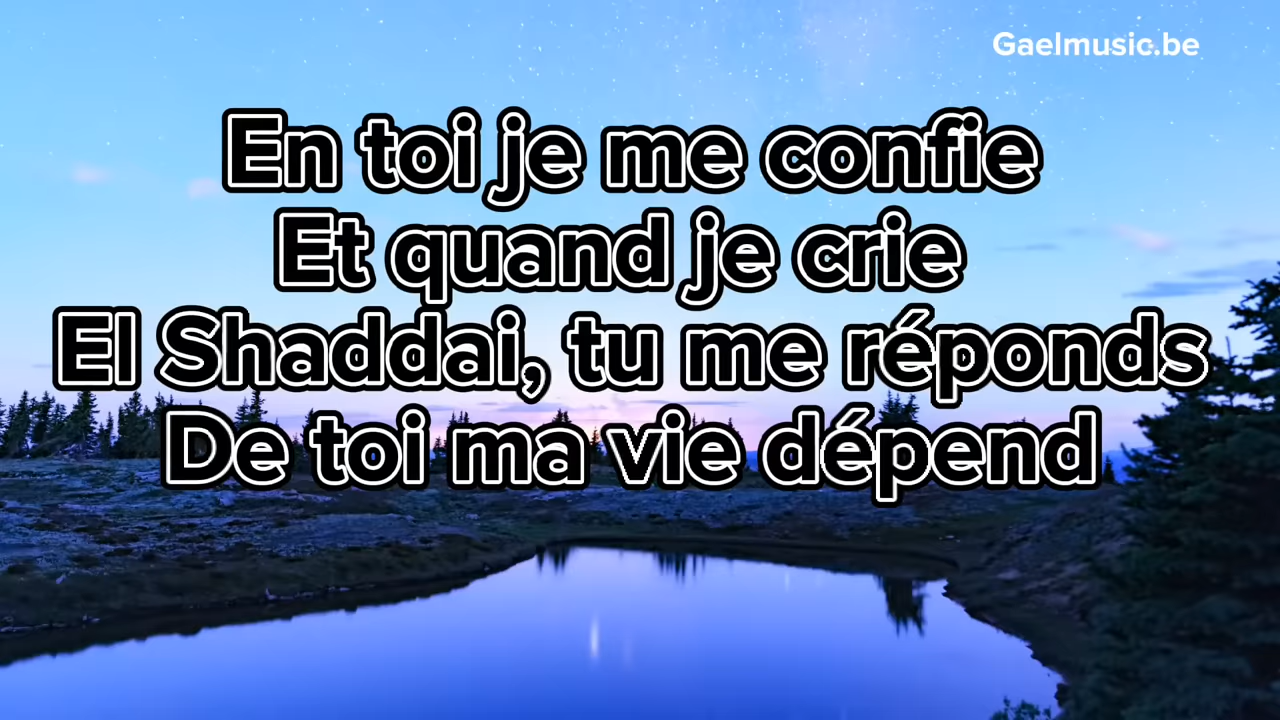 Gaelmusic.be
En toi je me confie
Et quand je crie
El Shaddai, tu me réponds
De toi ma vie dépend